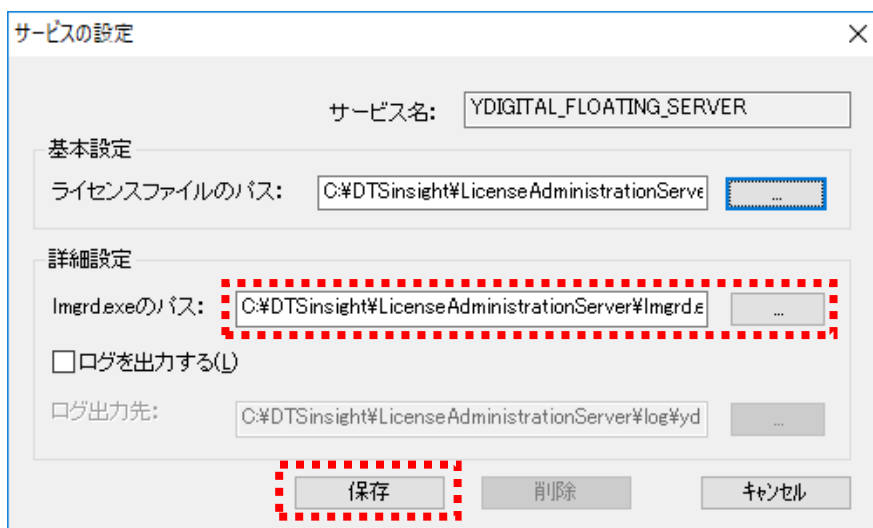 サービスの設定
サービス名: YDIGITAL_FLOATING_SERVER
基本設定
ライセンスファイルのパス: C:¥DTSinsight¥LicenseAdministrationServe ...
詳細設定
lmgrd.exeのパス: C:¥DTSinsight¥LicenseAdministrationServer¥lmgrd.e ...
ログを出力する(L)
ログ出力先: C:¥DTSinsight¥LicenseAdministrationServer¥log¥yd ...
保存 削除 キャンセル